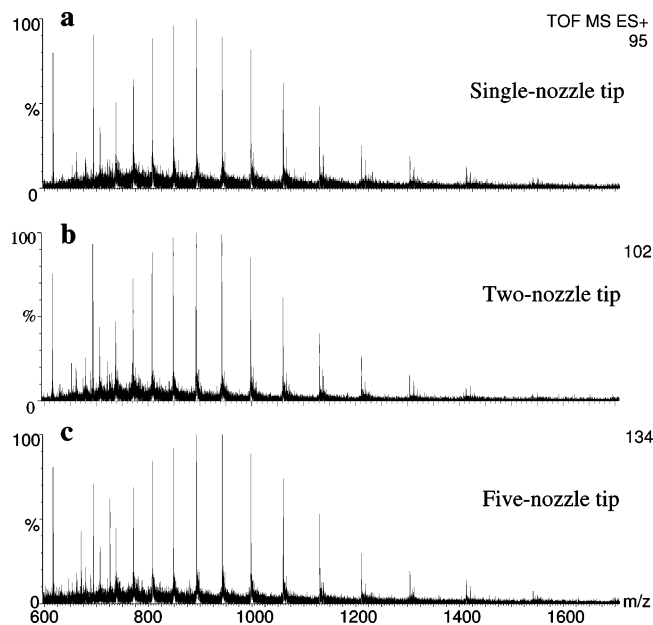 a
100
TOF MS ES+
95
Single-nozzle tip
%
0
b
100
102
Two-nozzle tip
%
0
c
100
134
Five-nozzle tip
%
0
600 800 1000 1200 1400 1600 m/z